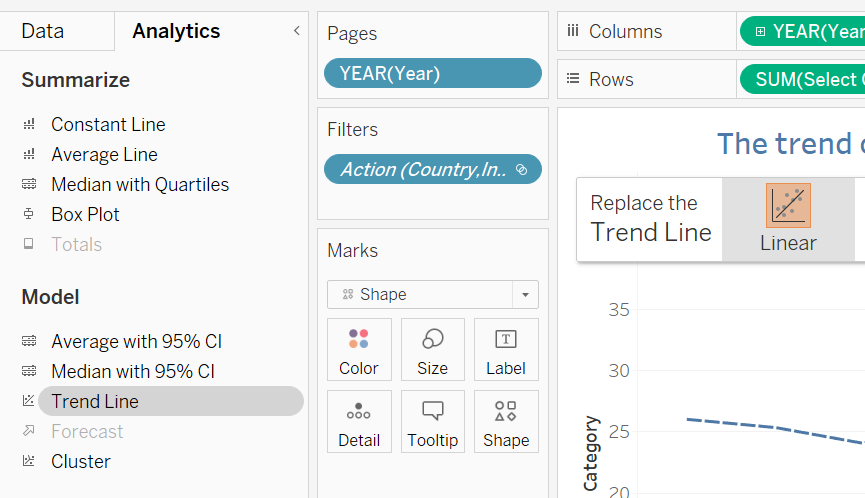 Data
Analytics
Summarize
Constant Line
Average Line
Median with Quartiles
Box Plot
Totals
Model
Average with 95% CI
Median with 95% CI
Trend Line
Forecast
Cluster
Pages
YEAR(Year)
Filters
Action (Country,In..
Marks
Shape
Color
Size
Label
Detail
Tooltip
Shape
Columns
YEAR(Year
Rows
SUM(Select
The trend
Replace the
Trend Line
Linear
35
30
25
20
Category